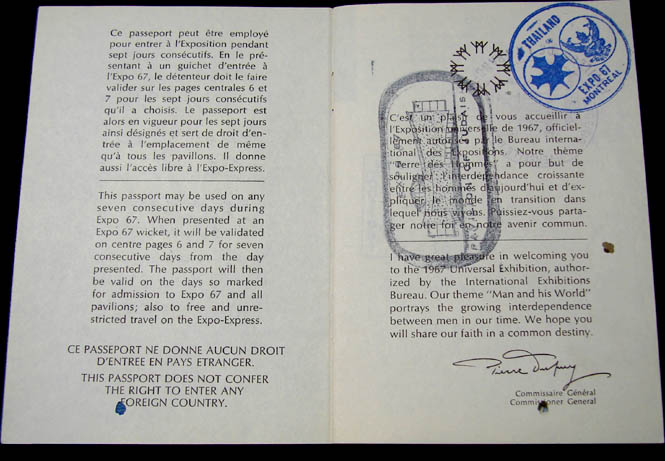 Ce passeport peut être employé
pour entrer à l'Exposition pendant
sept jours consécutifs. En le pré-
sentant à un guichet d'entrée à
l'Expo 67, le détenteur doit le faire
valider sur les pages centrales 6 et
7 pour les sept jours consécutifs
qu'il a choisis. Le passeport est
alors en vigueur pour les sept jours
ainsi désignés et sert de droit d'en-
trée à l'emplacement de même
qu'à tous les pavillons. Il donne
aussi l'accès libre à l'Expo-Express.
This passport may be used on any
seven consecutive days during
Expo 67. When presented at an
Expo 67 wicket, it will be validated
on centre pages 6 and 7 for seven
consecutive days from the day
presented. The passport will then
be valid on the days so marked
for admission to Expo 67 and all
pavilions; also to free and unre-
stricted travel on the Expo-Express.
CE PASSEPORT NE DONNE AUCUN DROIT
D'ENTREE EN PAYS ETRANGER.
THIS PASSPORT DOES NOT CONFER
THE RIGHT TO ENTER ANY
FOREIGN COUNTRY.
THAILAND
EXPO 67
MONTREAL
PAVILION OF JUDAISM
C'est un plaisir de vous accueillir à
l'Exposition universelle de 1967, officiel-
lement autorisée par le Bureau interna-
tional des Expositions. Notre thème
"Terre des Hommes" a pour but de
souligner l'interdépendance croissante
entre les hommes d'aujourd'hui et d'ex-
pliquer le monde en transition dans
lequel nous vivons. Puissiez-vous parta-
ger notre foi en notre avenir commun.
I have great pleasure in welcoming you
to the 1967 Universal Exhibition, author-
ized by the International Exhibitions
Bureau. Our theme "Man and his World"
portrays the growing interdependence
between men in our time. We hope you
will share our faith in a common destiny.
Pierre Dupuy
Commissaire Général
Commissioner General